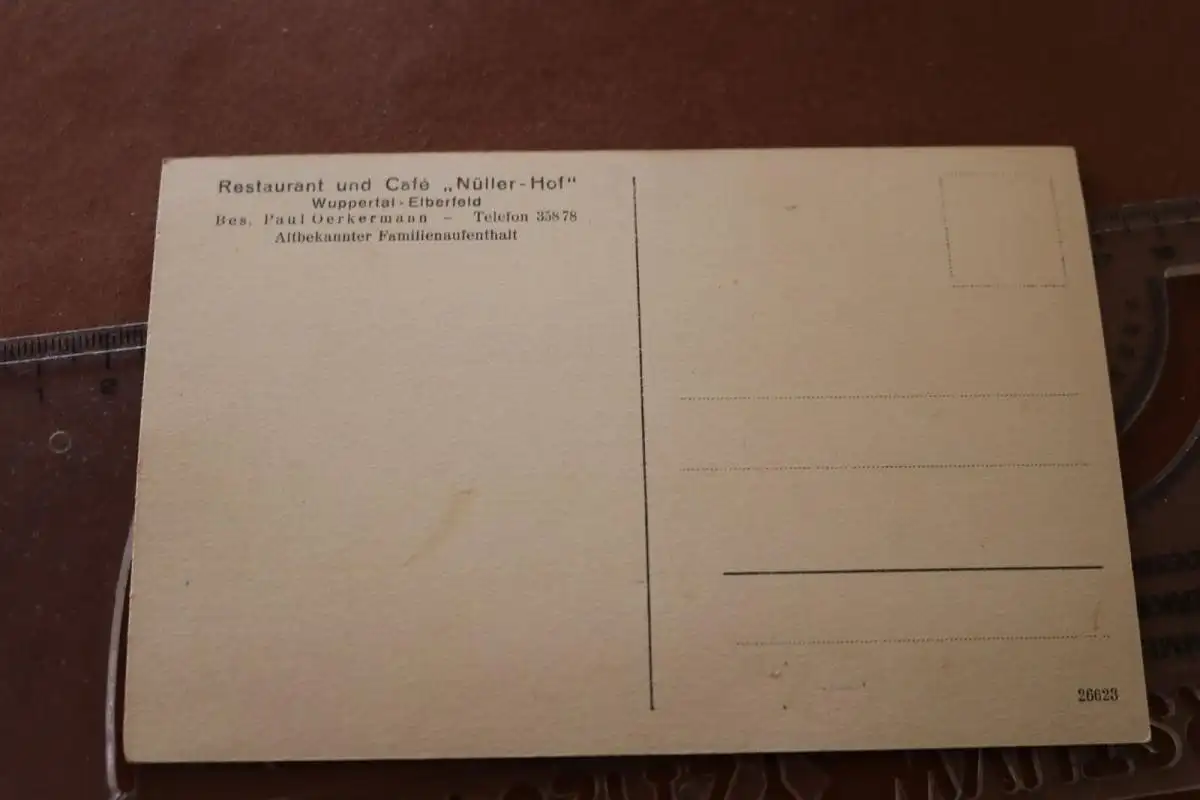 Restaurant und Café „Nüller-Hof“
Wuppertal-Elberfeld
Bes. Paul Oerkermann – Telefon 35878
Altbekannter Familienaufenthalt
26623